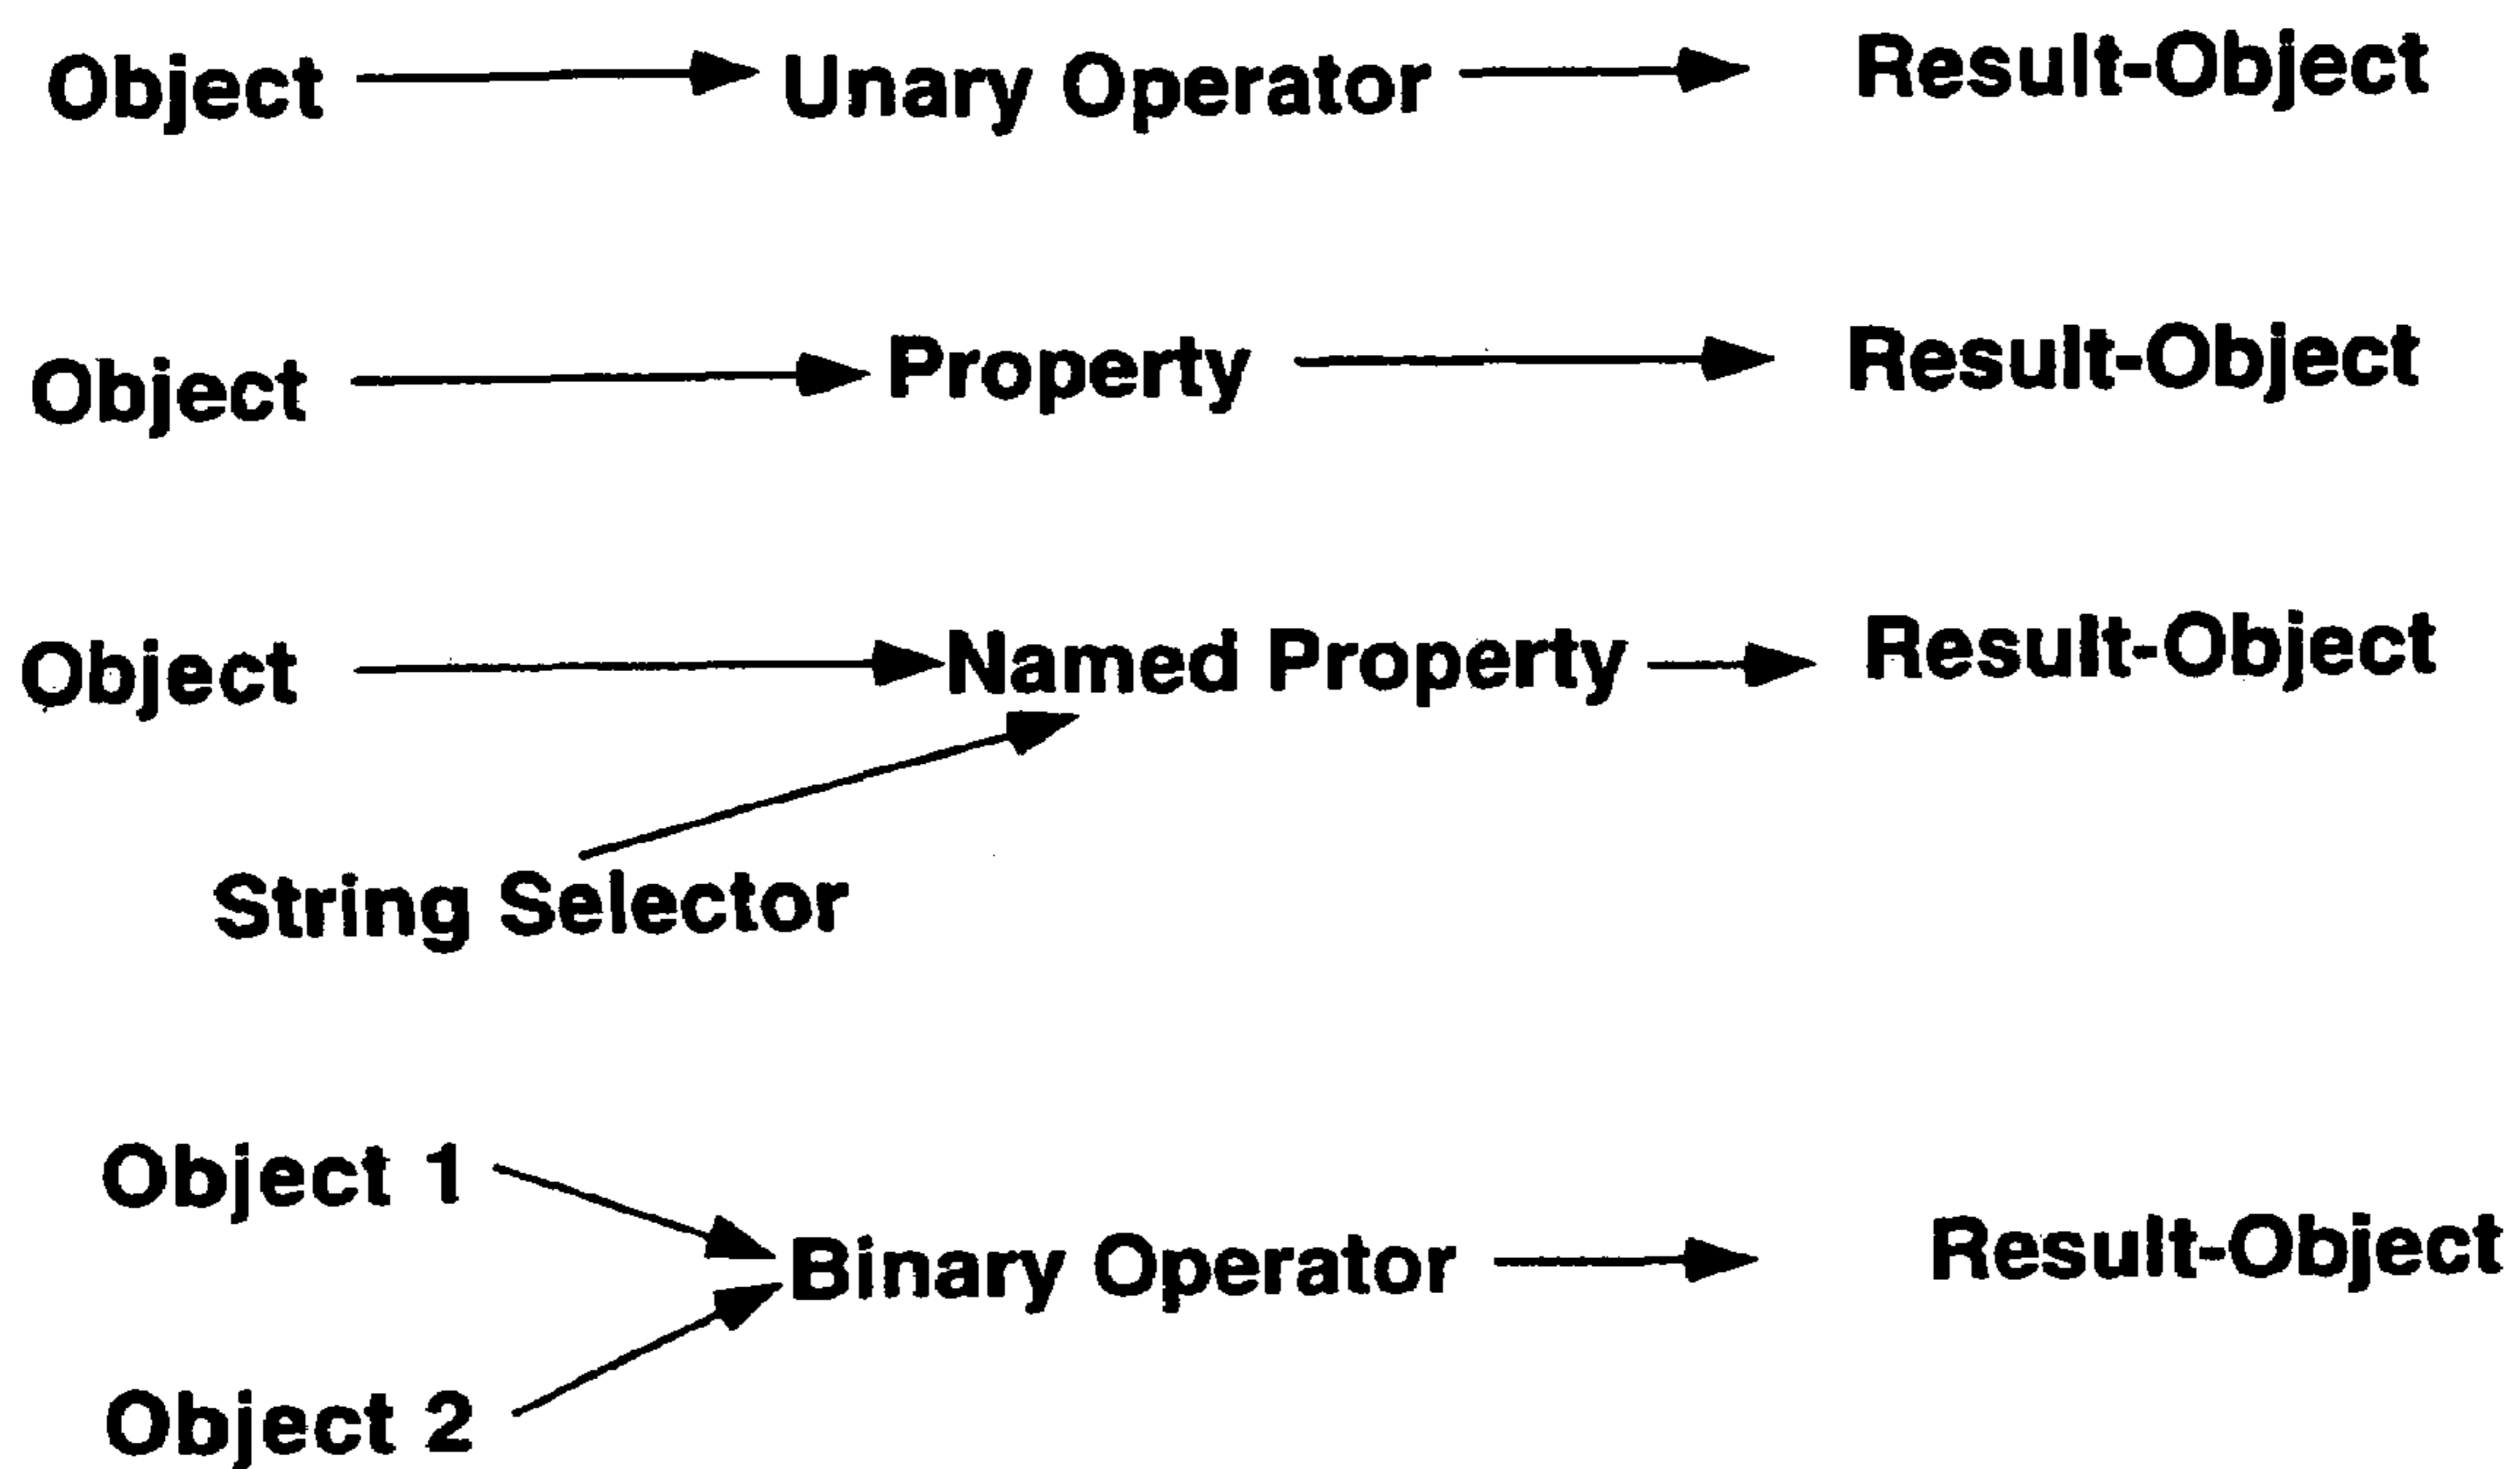 Object Unary Operator Result-Object
Object Property Result-Object
Object Named Property Result-Object
String Selector
Object 1
Binary Operator Result-Object
Object 2